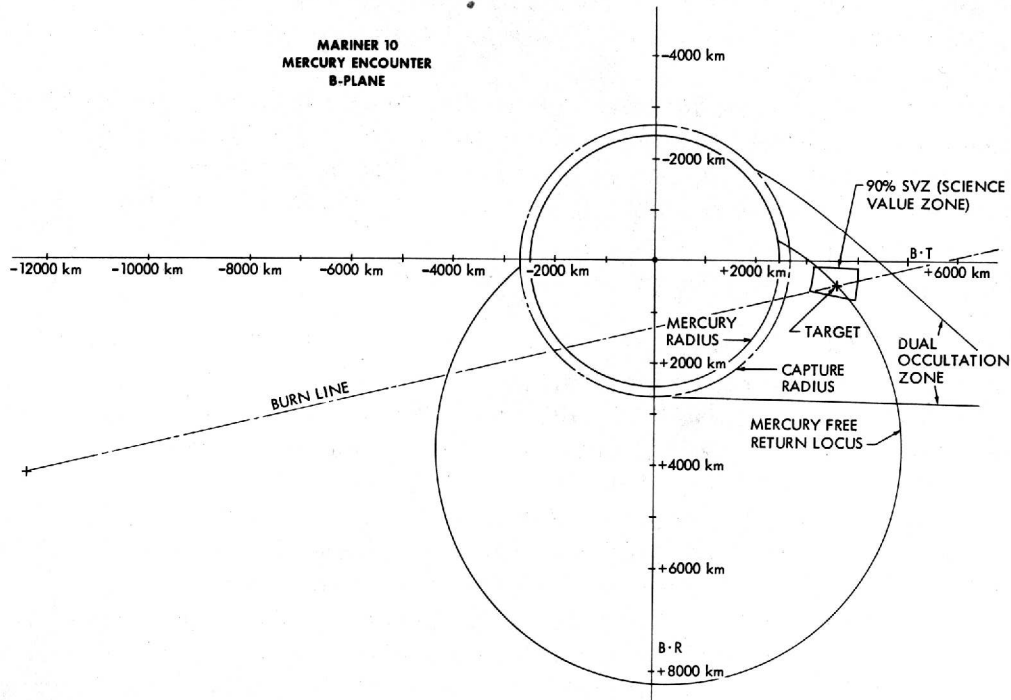 MARINER 10
MERCURY ENCOUNTER
B-PLANE
-4000 km
-2000 km
90% SVZ (SCIENCE
VALUE ZONE)
B·T
-12000 km
-10000 km
-8000 km
-6000 km
-4000 km
-2000 km
+2000 km
+6000 km
MERCURY
RADIUS
TARGET
DUAL
OCCULTATION
ZONE
+2000 km
CAPTURE
RADIUS
BURN LINE
MERCURY FREE
RETURN LOCUS
+4000 km
+6000 km
B·R
+8000 km